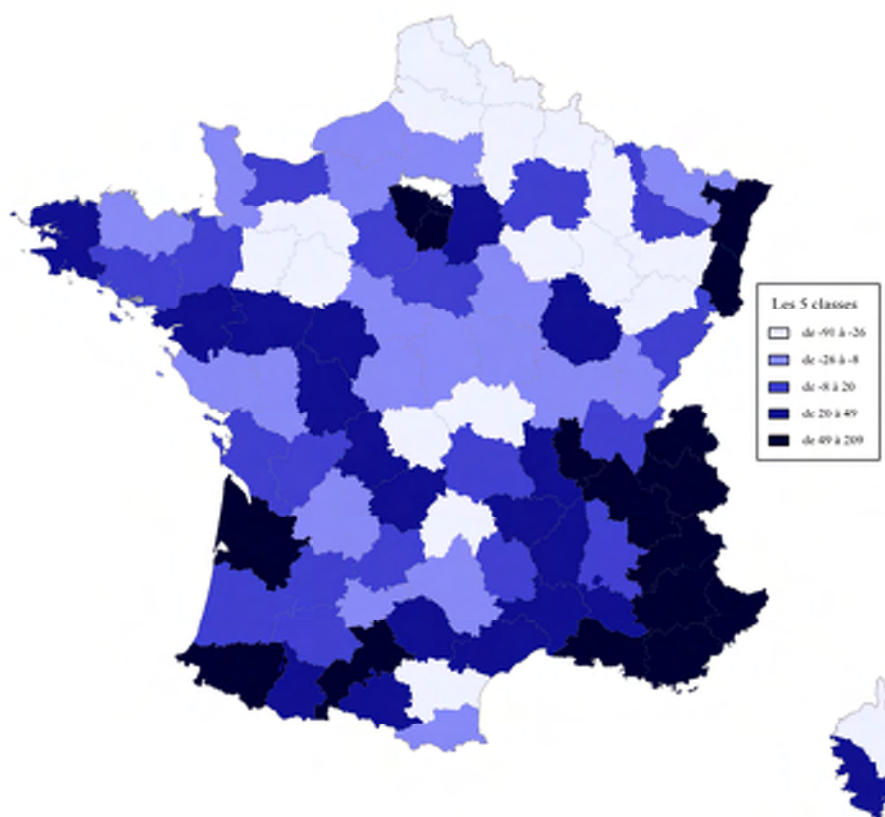 Les 5 classes
de -91 à -26
de -26 à -8
de -8 à 20
de 20 à 49
de 49 à 209